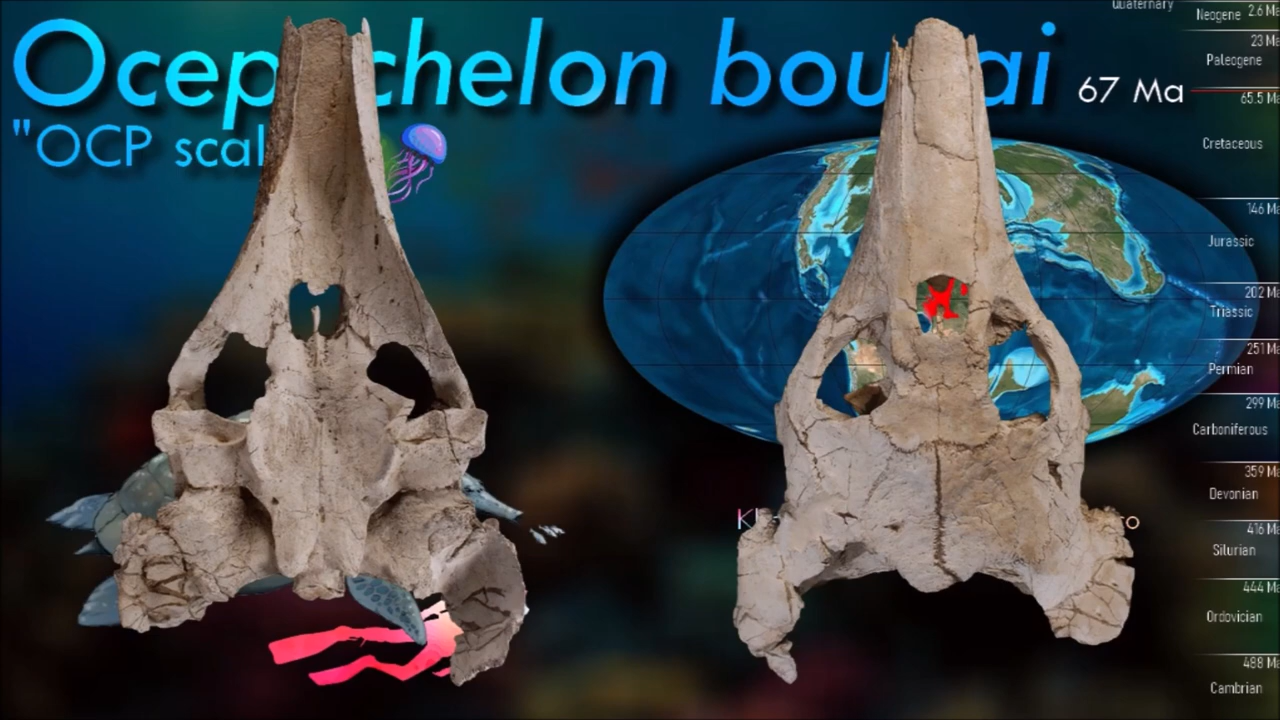 Ocep chelon bou ai
"OCP scal
67 Ma
co
quaternary
2.6 Ma
Neogene
23 Ma
Paleogene
65.5 Ma
Cretaceous
146 Ma
Jurassic
202 Ma
Triassic
251 Ma
Permian
299 Ma
Carboniferous
359 Ma
Devonian
416 Ma
Silurian
444 Ma
Ordovician
488 Ma
Cambrian